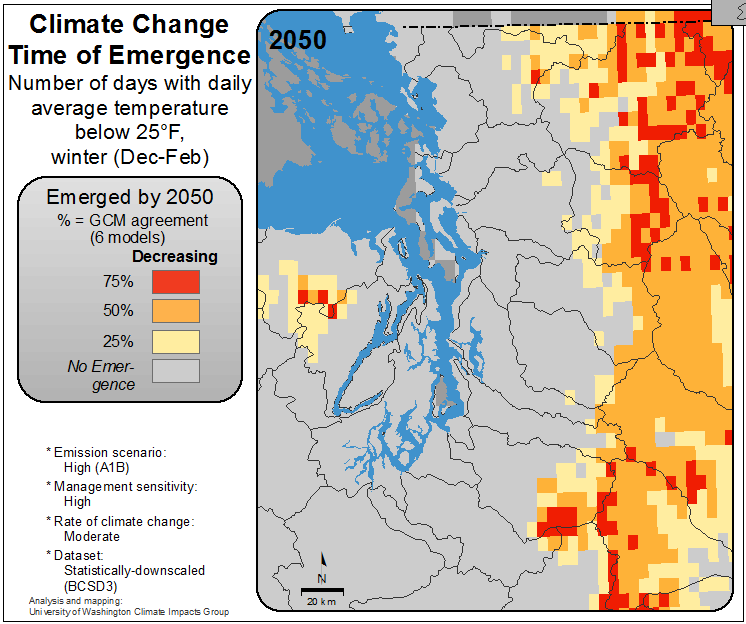 Climate Change
Time of Emergence
Number of days with daily
average temperature
below 25°F,
winter (Dec-Feb)
Emerged by 2050
% = GCM agreement
(6 models)
Decreasing
75%
50%
25%
No Emer-
gence
* Emission scenario:
High (A1B)
* Management sensitivity:
High
* Rate of climate change:
Moderate
* Dataset:
Statistically-downscaled
(BCSD3)
Analysis and mapping:
University of Washington Climate Impacts Group
2050
N
20 km